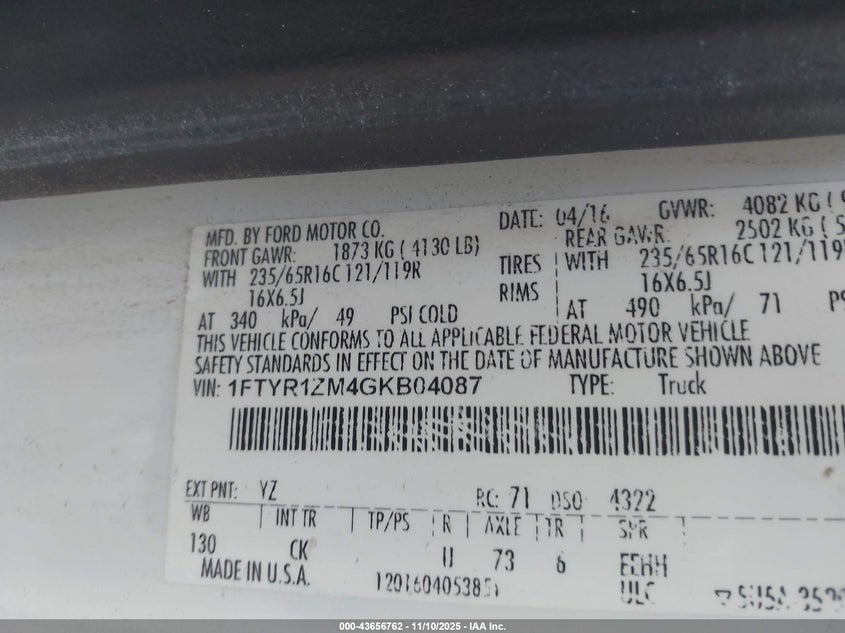 MFD. BY FORD MOTOR CO. DATE: 04/16 GVWR: 4082 KG (
FRONT GAWR: 1873 KG ( 4130 LB) REAR GAWR: 2502 KG (
WITH 235/65R16C 121/119R TIRES WITH 235/65R16C 121/119
16X6.5J RIMS 16X6.5J
AT 340 kPa/ 49 PSI COLD AT 490 kPa/ 71
THIS VEHICLE CONFORMS TO ALL APPLICABLE FEDERAL MOTOR VEHICLE
SAFETY STANDARDS IN EFFECT ON THE DATE OF MANUFACTURE SHOWN ABOVE
VIN: 1FTYR1ZM4GKB04087 TYPE: Truck
EXT PNT: YZ RC: 71 DSO: 4322
WB INT TR TP/PS R AXLE TR SPR
130 CK U 73 6 EEHH
MADE IN U.S.A. 12016040538 ULC
000-43656762 - 11/10/2025 - IAA Inc.